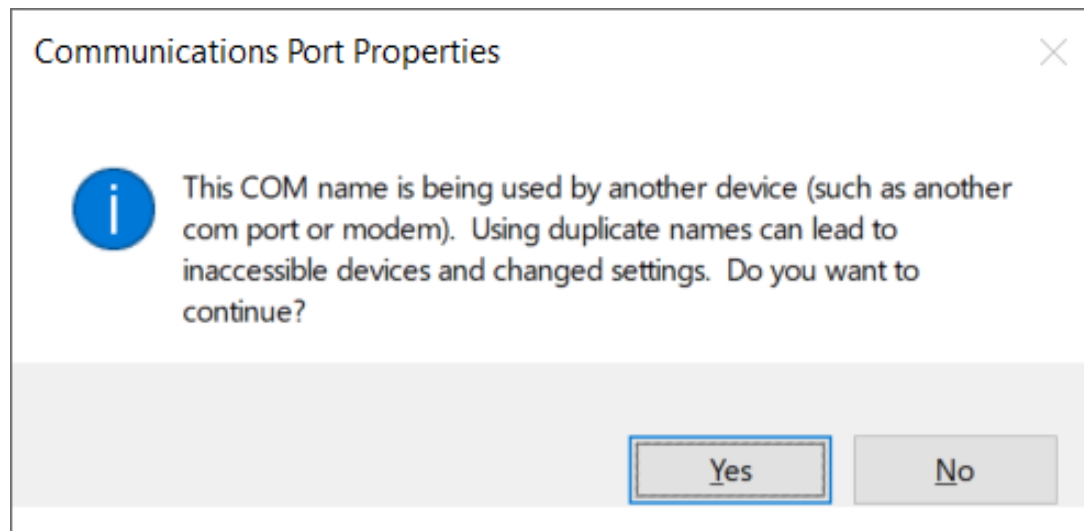 Communications Port Properties
This COM name is being used by another device (such as another
com port or modem).  Using duplicate names can lead to
inaccessible devices and changed settings.  Do you want to
continue?
Yes
No